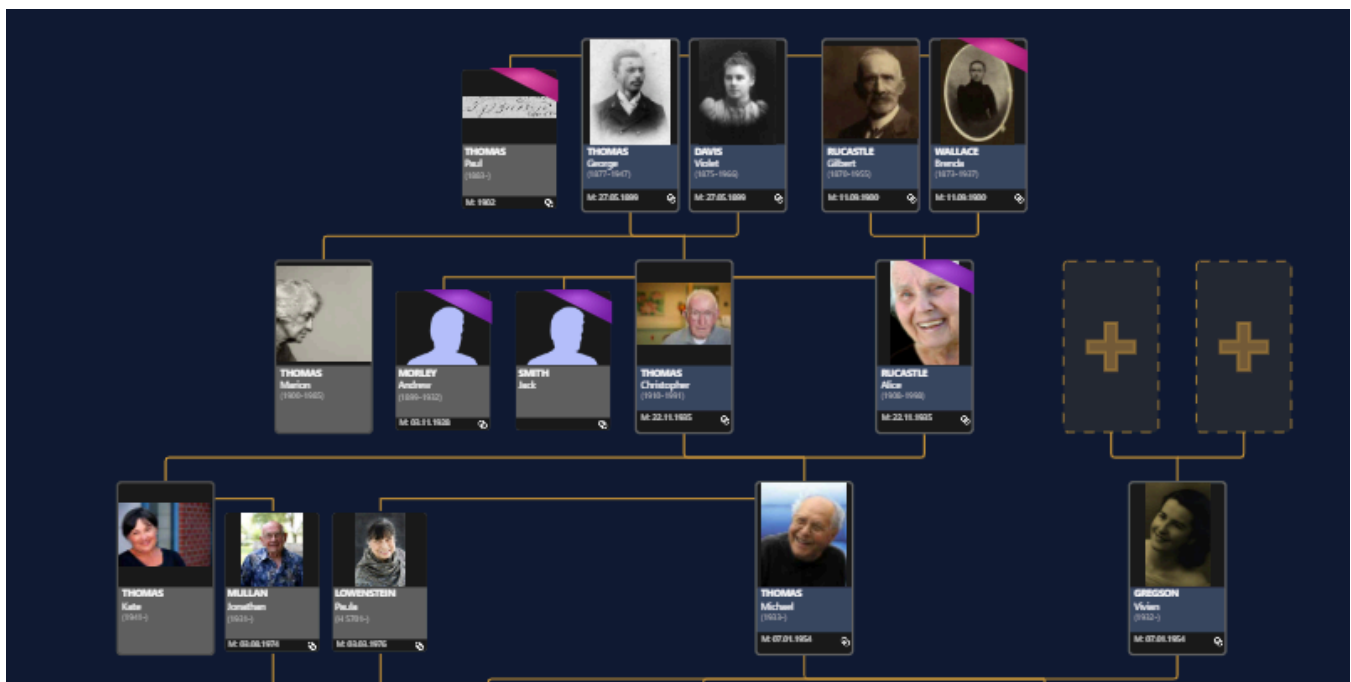 THOMAS
Paul
(1883-)
M: 1902
THOMAS
George
(1877-1947)
M: 27.05.1899
DAVIS
Violet
(1875-1966)
M: 27.05.1899
RUCASTLE
Gilbert
(1870-1955)
M: 11.09.1900
WALLACE
Brenda
(1873-1937)
M: 11.09.1900
THOMAS
Marion
(1900-1985)
MORLEY
Andrew
(1899-1932)
M: 03.11.1928
SMITH
Jack
M:
THOMAS
Christopher
(1910-1991)
M: 22.11.1935
RUCASTLE
Alice
(1908-1998)
M: 22.11.1935
THOMAS
Kate
(1941-)
MULLAN
Jonathan
(1931-)
M: 03.08.1974
LOWENSTEIN
Paula
(H 5701-)
M: 03.03.1976
THOMAS
Michael
(1933-)
M: 07.01.1954
GREGSON
Vivien
(1932-)
M: 07.01.1954